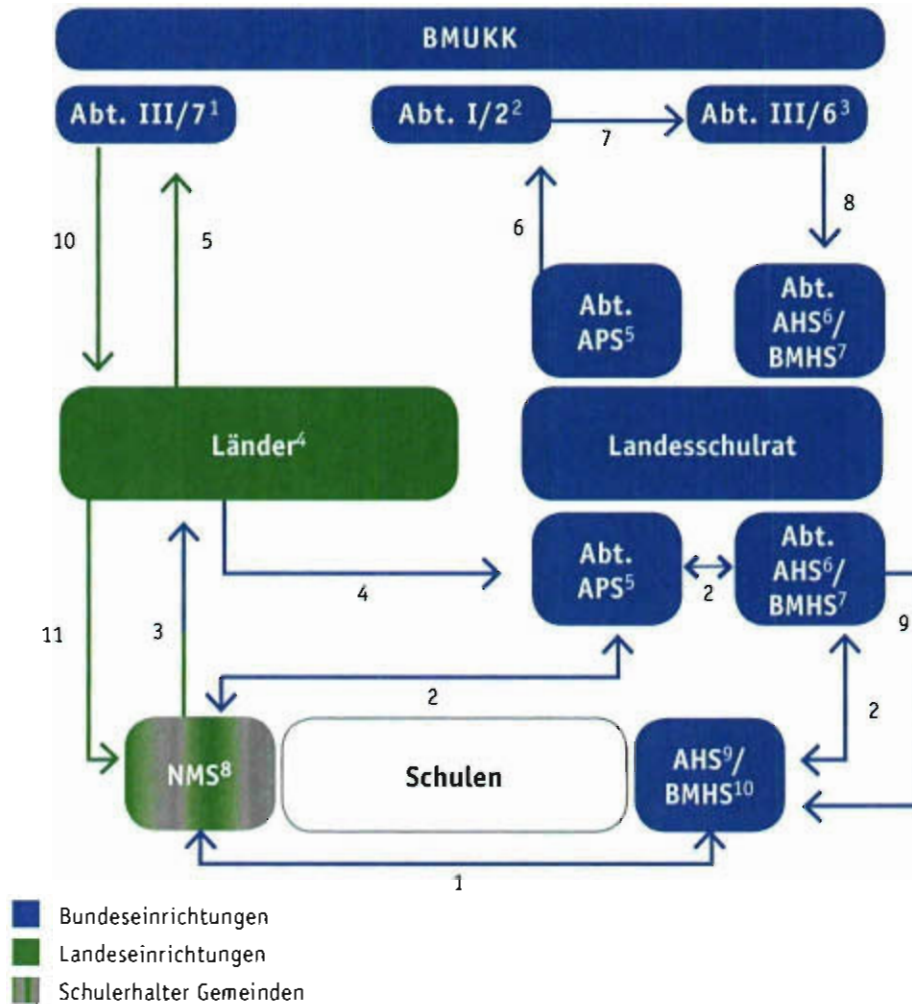 BMUKK
Abt. III/7¹
Abt. I/2²
7
Abt. III/6³
10
5
6
8
Abt.
APS⁵
Abt.
AHS⁶/
BMHS⁷
Länder⁴
Landesschulrat
Abt.
APS⁵
2
Abt.
AHS⁶/
BMHS⁷
4
11
3
9
2
2
NMS⁸
Schulen
AHS⁹/
BMHS¹⁰
1
Bundeseinrichtungen
Landeseinrichtungen
Schulerhalter Gemeinden